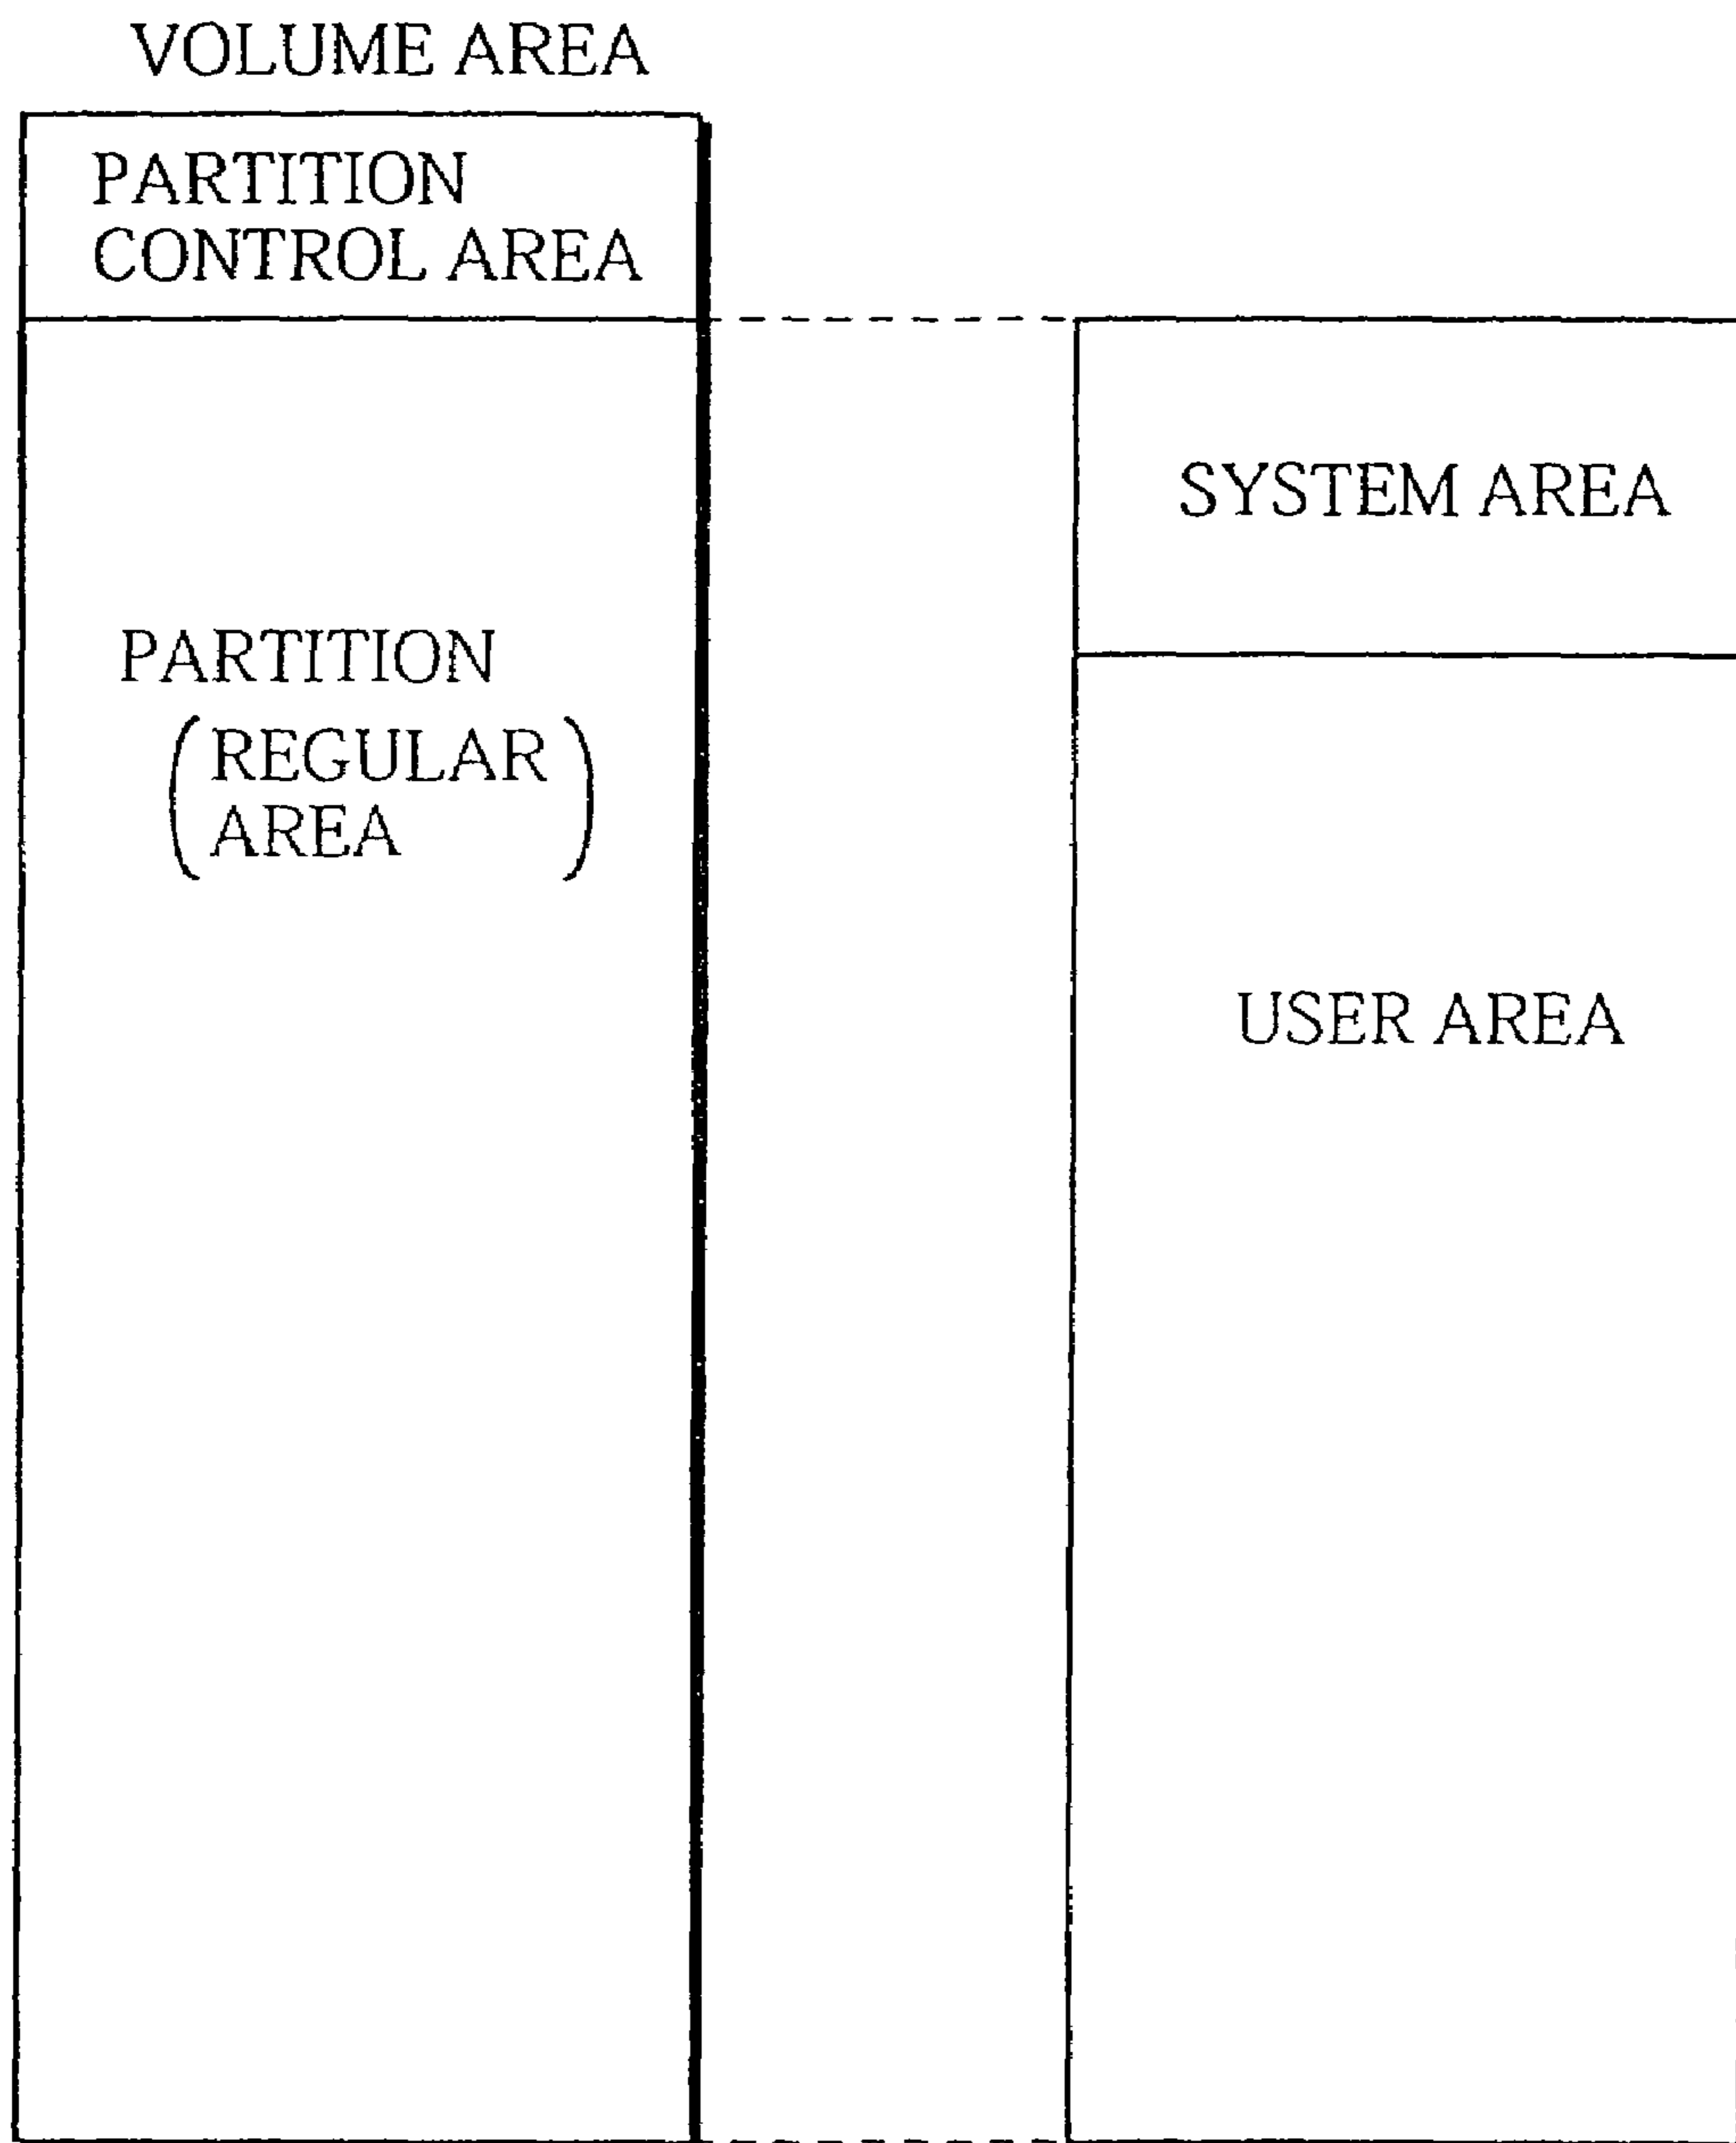 VOLUME AREA
PARTITION
CONTROL AREA
PARTITION
(REGULAR
AREA)
SYSTEM AREA
USER AREA